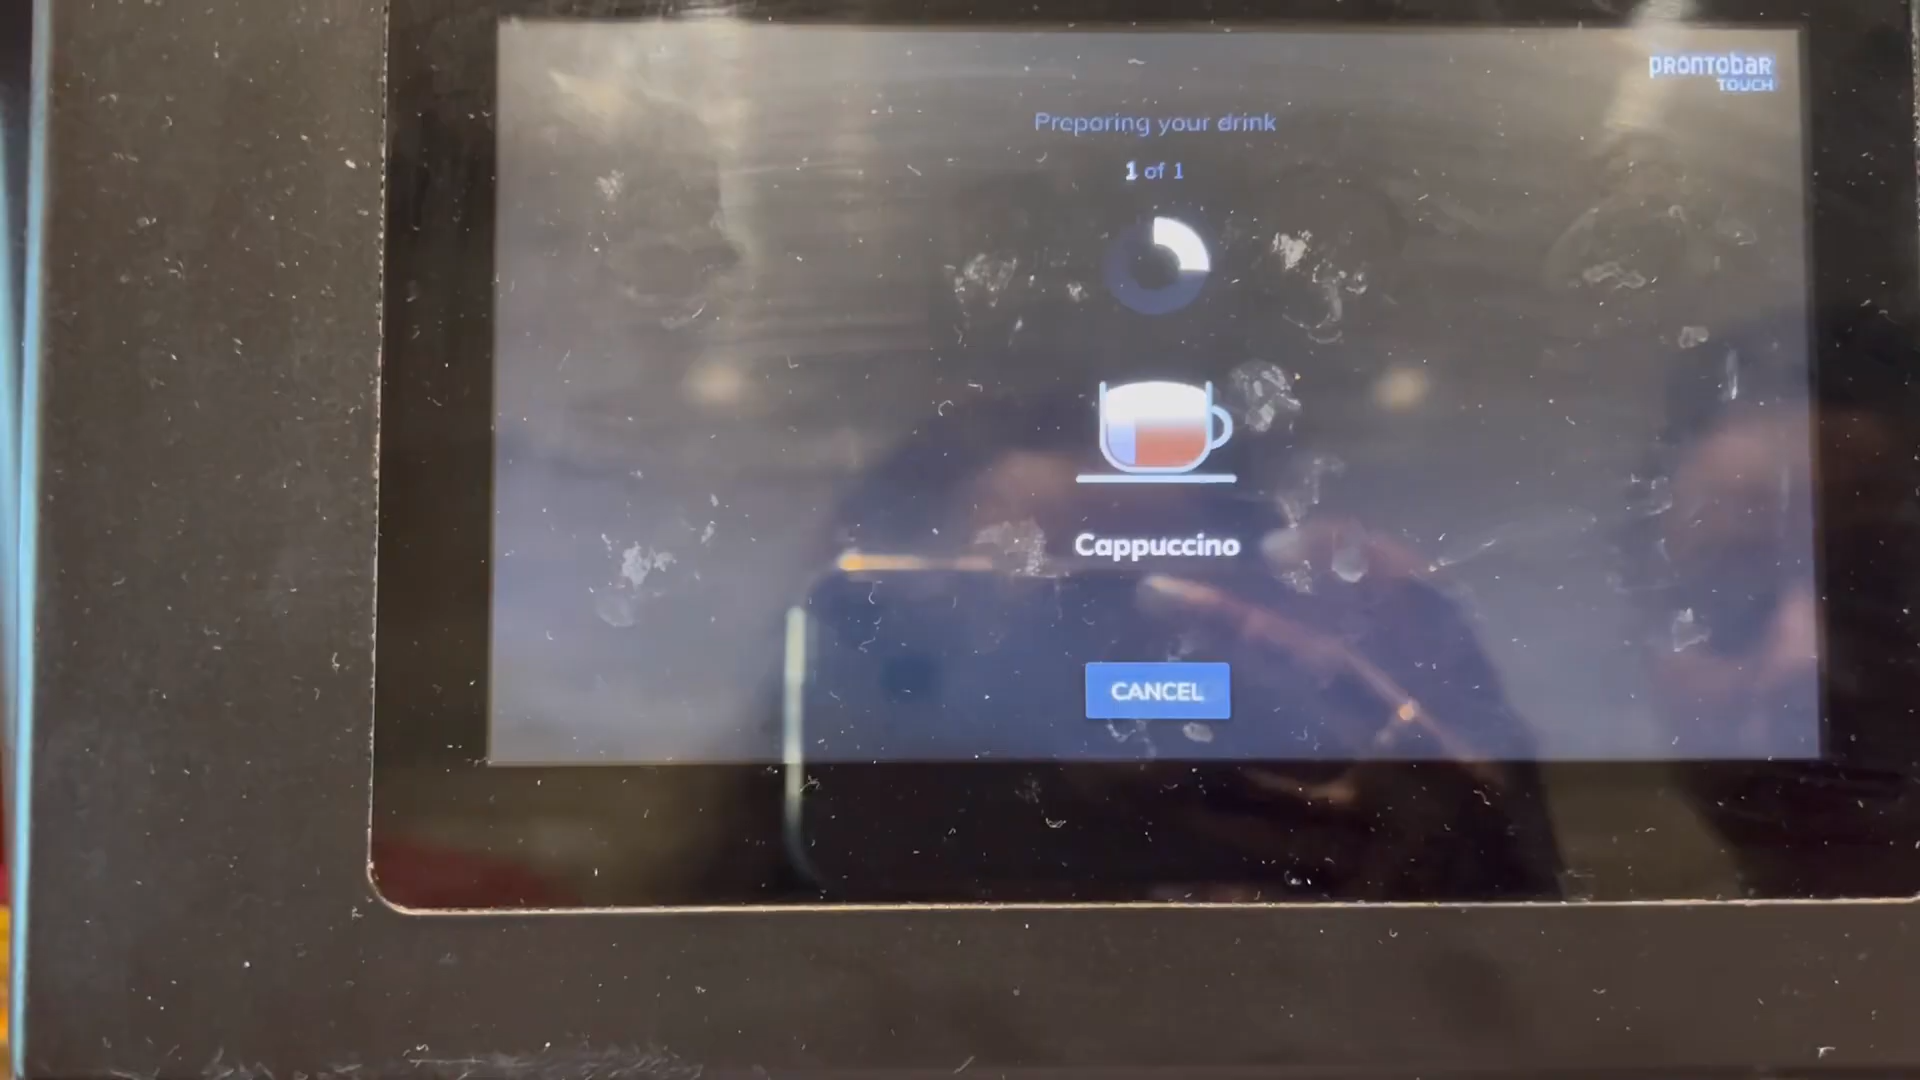 PRONTOBAR
TOUCH
Preparing your drink
1 of 1
Cappuccino
CANCEL